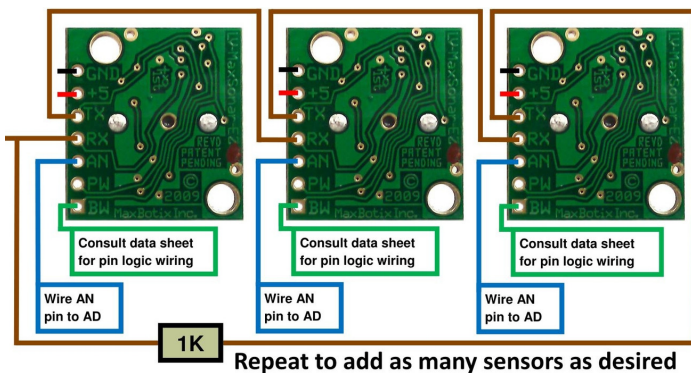 GND
+5
TX
RX
AN
PW
BW
REVD
PATENT
PENDING
©
2009
MaxBotix Inc.
GND
+5
TX
RX
AN
PW
BW
REVD
PATENT
PENDING
©
2009
MaxBotix Inc.
GND
+5
TX
RX
AN
PW
BW
REVD
PATENT
PENDING
©
2009
MaxBotix Inc.
Consult data sheet
for pin logic wiring
Consult data sheet
for pin logic wiring
Consult data sheet
for pin logic wiring
Wire AN
pin to AD
Wire AN
pin to AD
Wire AN
pin to AD
1K
Repeat to add as many sensors as desired